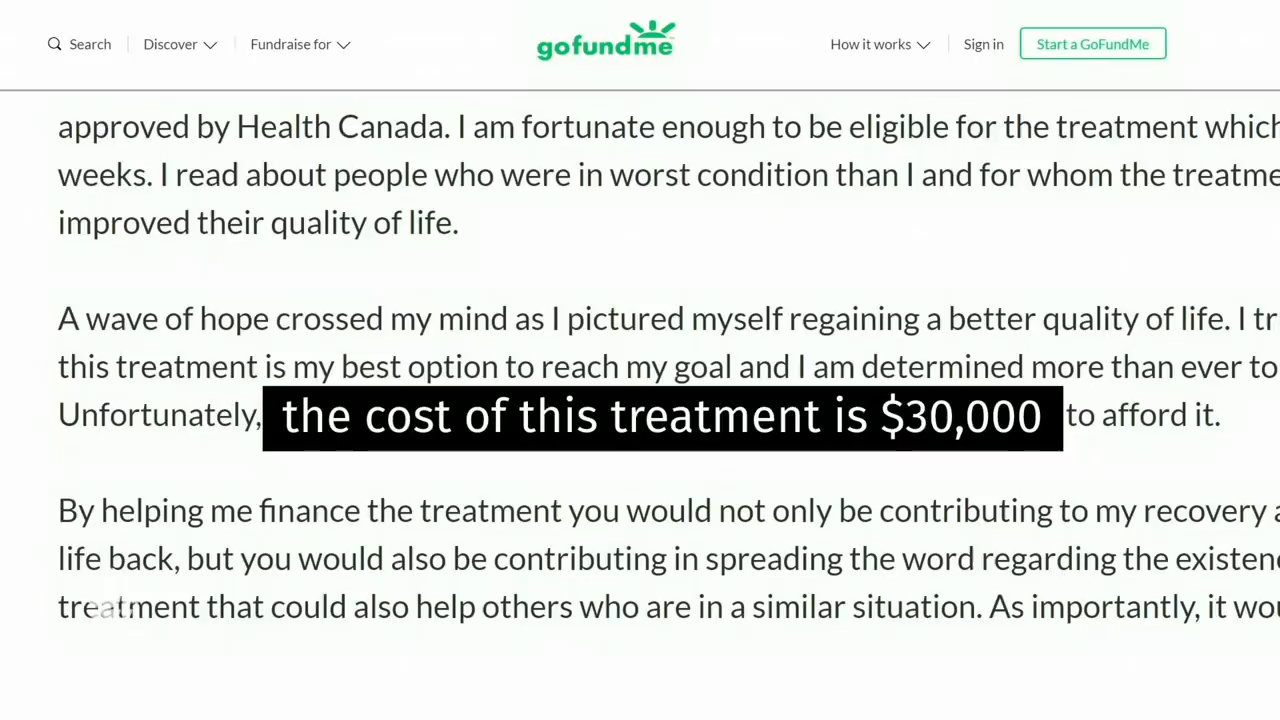 Search Discover Fundraise for gofundme How it works Sign in Start a GoFundMe
approved by Health Canada. I am fortunate enough to be eligible for the treatment which
weeks. I read about people who were in worst condition than I and for whom the treatme
improved their quality of life.
A wave of hope crossed my mind as I pictured myself regaining a better quality of life. I tr
this treatment is my best option to reach my goal and I am determined more than ever to
Unfortunately, the cost of this treatment is $30,000 to afford it.
By helping me finance the treatment you would not only be contributing to my recovery a
life back, but you would also be contributing in spreading the word regarding the existenc
treatment that could also help others who are in a similar situation. As importantly, it wou